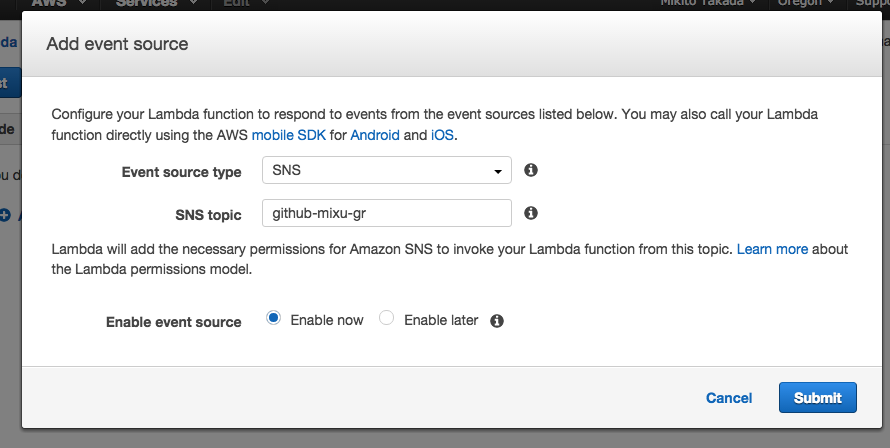 AWS Services Edit Mikito Takada Oregon
Add event source
Configure your Lambda function to respond to events from the event sources listed below. You may also call your Lambda
function directly using the AWS mobile SDK for Android and iOS.
Event source type SNS
SNS topic github-mixu-gr
Lambda will add the necessary permissions for Amazon SNS to invoke your Lambda function from this topic. Learn more about
the Lambda permissions model.
Enable event source Enable now Enable later
Cancel Submit